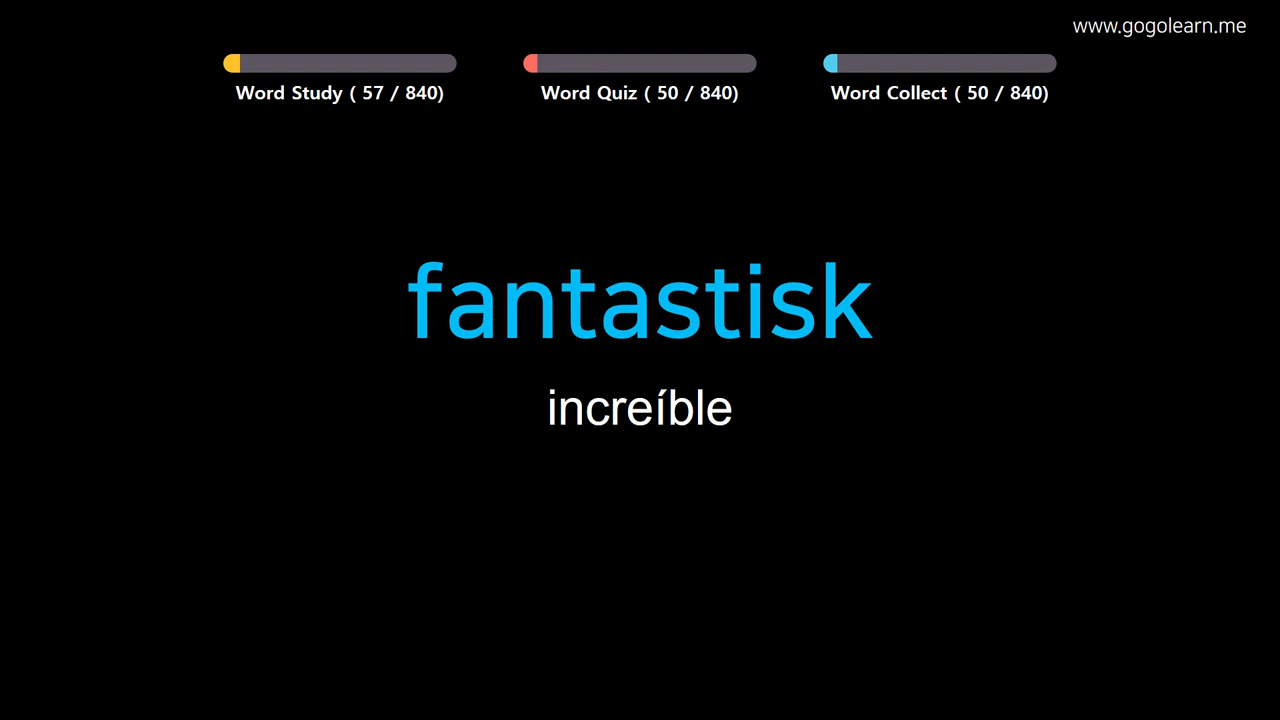 www.gogolearn.me
Word Study ( 57 / 840)
Word Quiz ( 50 / 840)
Word Collect ( 50 / 840)
fantastisk
increíble